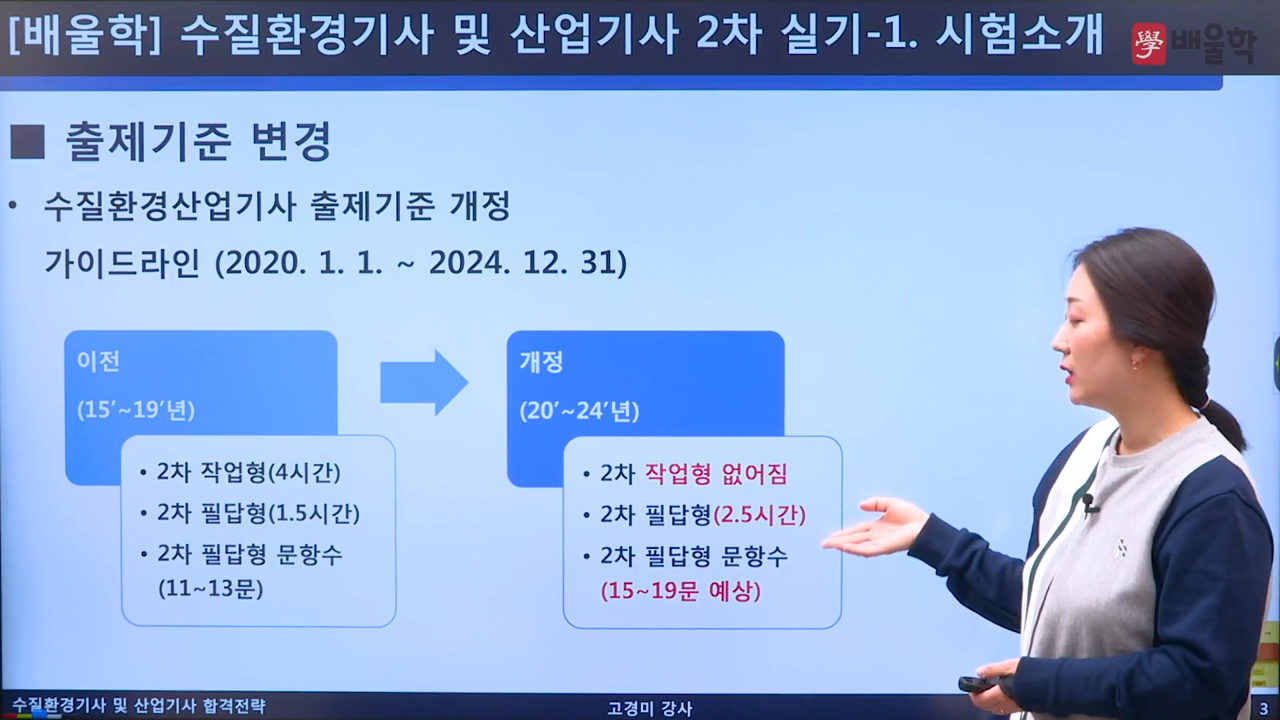 [배울학] 수질환경기사 및 산업기사 2차 실기-1. 시험소개
學 배울학
■ 출제기준 변경
• 수질환경산업기사 출제기준 개정
가이드라인 (2020. 1. 1. ~ 2024. 12. 31)
이전
(15′~19′년)
• 2차 작업형(4시간)
• 2차 필답형(1.5시간)
• 2차 필답형 문항수
(11~13문)
개정
(20′~24′년)
• 2차 작업형 없어짐
• 2차 필답형(2.5시간)
• 2차 필답형 문항수
(15~19문 예상)
수질환경기사 및 산업기사 합격전략
고경미 강사
3